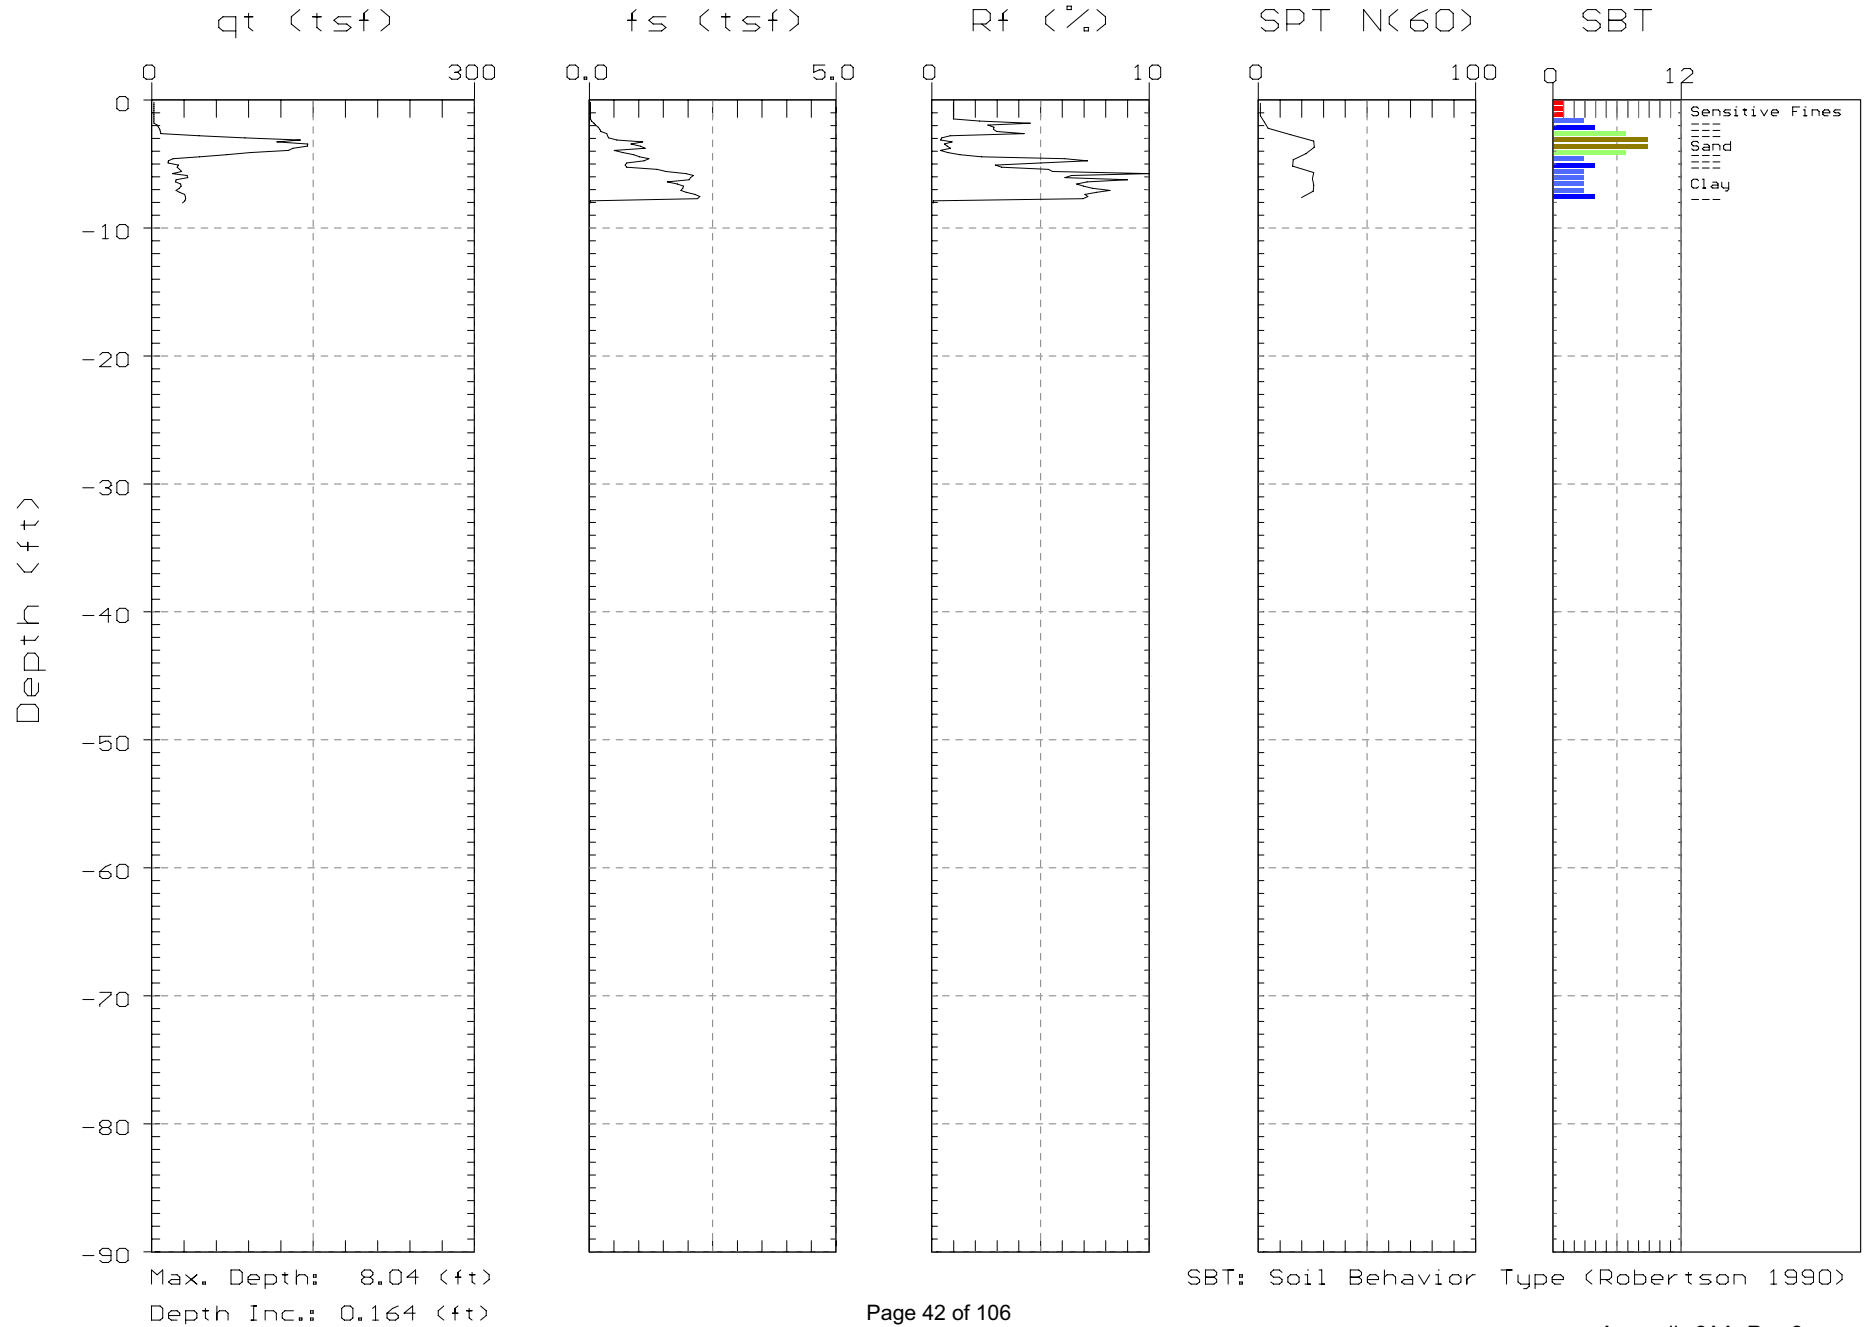 qt (tsf)
fs (tsf)
Rf (%)
SPT N(60)
SBT
0 300
0.0 5.0
0 10
0 100
0 12
0
-10
-20
-30
-40
-50
-60
-70
-80
-90
Depth (ft)
Sensitive Fines
Sand
Clay
Max. Depth: 8.04 (ft)
Depth Inc.: 0.164 (ft)
SBT: Soil Behavior Type (Robertson 1990)
Page 42 of 106